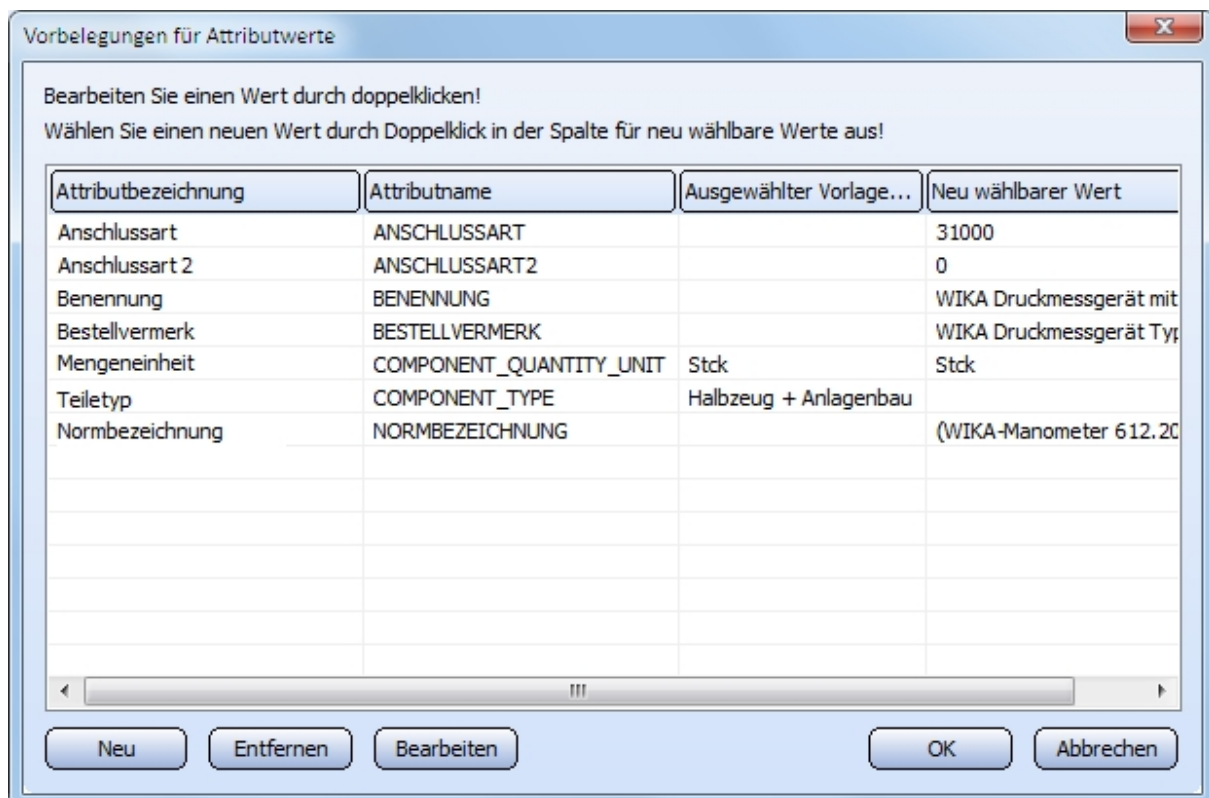 Vorbelegungen für Attributwerte
Bearbeiten Sie einen Wert durch doppelklicken!
Wählen Sie einen neuen Wert durch Doppelklick in der Spalte für neu wählbare Werte aus!
Attributbezeichnung Attributname Ausgewählter Vorlage... Neu wählbarer Wert
Anschlussart ANSCHLUSSART 31000
Anschlussart 2 ANSCHLUSSART2 0
Benennung BENENNUNG WIKA Druckmessgerät mit
Bestellvermerk BESTELLVERMERK WIKA Druckmessgerät Typ
Mengeneinheit COMPONENT_QUANTITY_UNIT Stck Stck
Teiletyp COMPONENT_TYPE Halbzeug + Anlagenbau
Normbezeichnung NORMBEZEICHNUNG (WIKA-Manometer 612.20
Neu Entfernen Bearbeiten OK Abbrechen